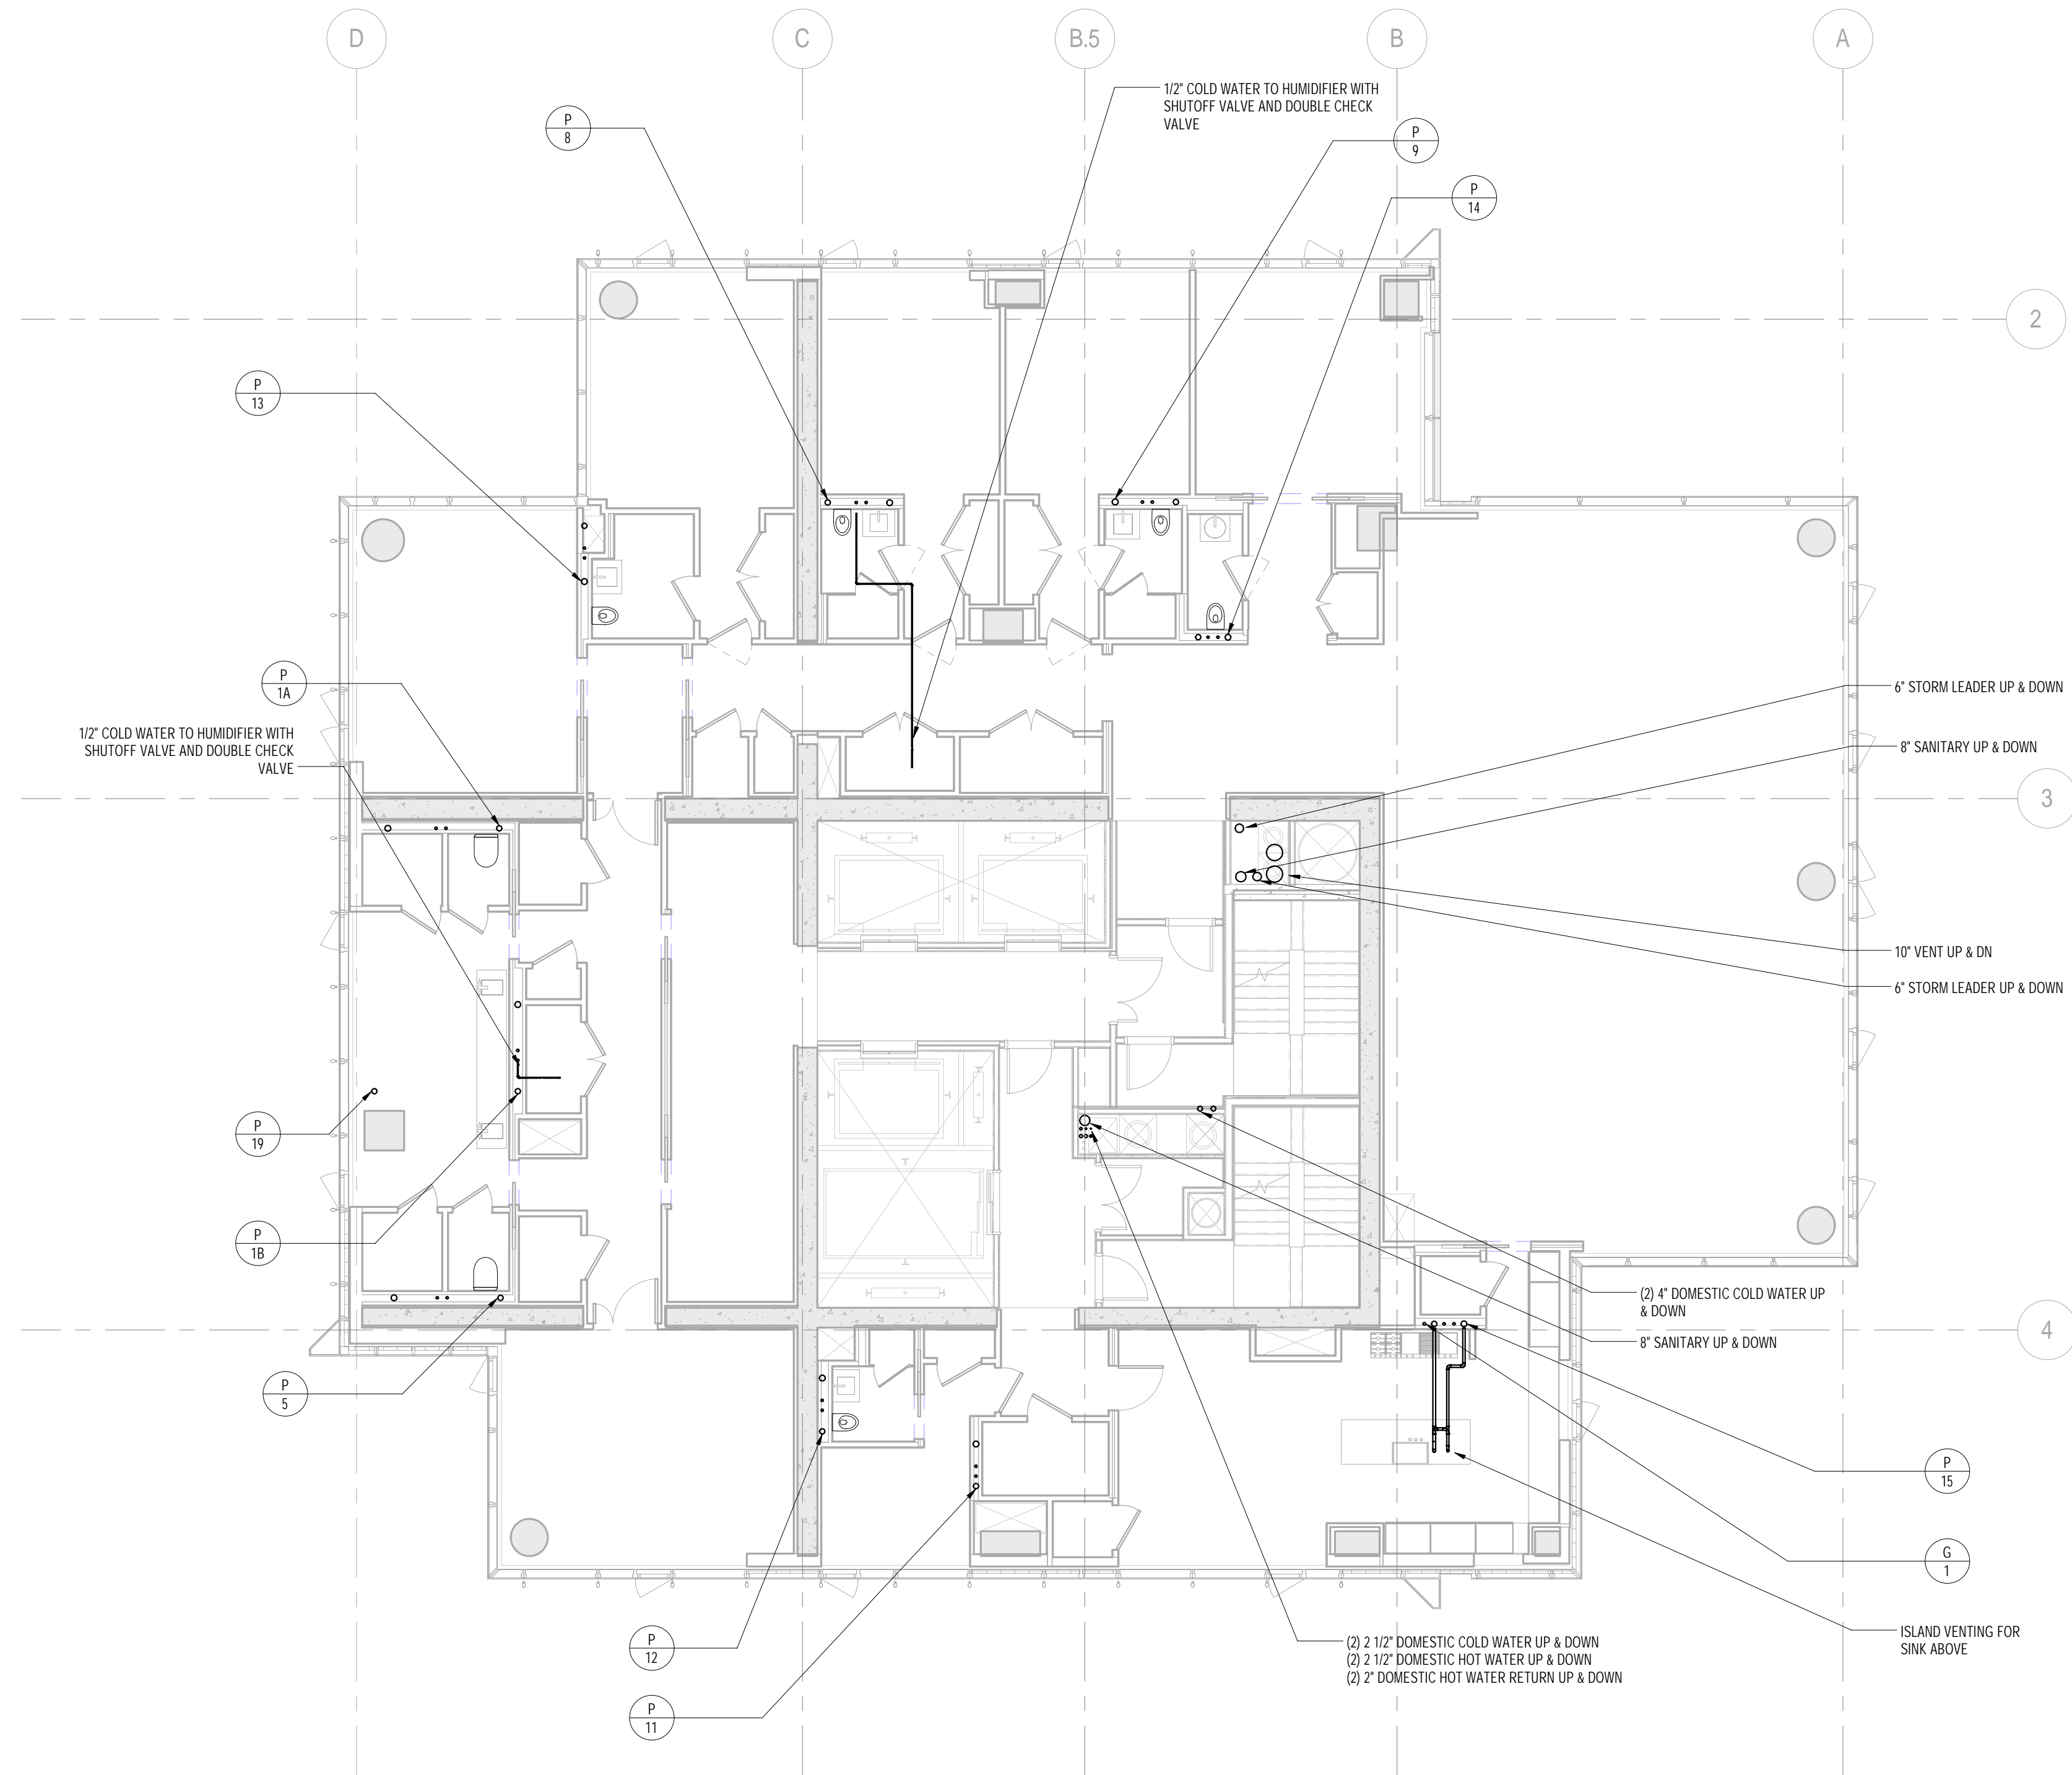 D
C
B.5
B
A
1/2" COLD WATER TO HUMIDIFIER WITH
SHUTOFF VALVE AND DOUBLE CHECK
VALVE
P
8
P
9
P
14
2
P
13
P
1A
6" STORM LEADER UP & DOWN
1/2" COLD WATER TO HUMIDIFIER WITH
SHUTOFF VALVE AND DOUBLE CHECK
VALVE
8" SANITARY UP & DOWN
3
10" VENT UP & DN
6" STORM LEADER UP & DOWN
P
19
P
1B
(2) 4" DOMESTIC COLD WATER UP
& DOWN
8" SANITARY UP & DOWN
4
P
5
P
15
G
1
P
12
ISLAND VENTING FOR
SINK ABOVE
(2) 2 1/2" DOMESTIC COLD WATER UP & DOWN
(2) 2 1/2" DOMESTIC HOT WATER UP & DOWN
(2) 2" DOMESTIC HOT WATER RETURN UP & DOWN
P
11